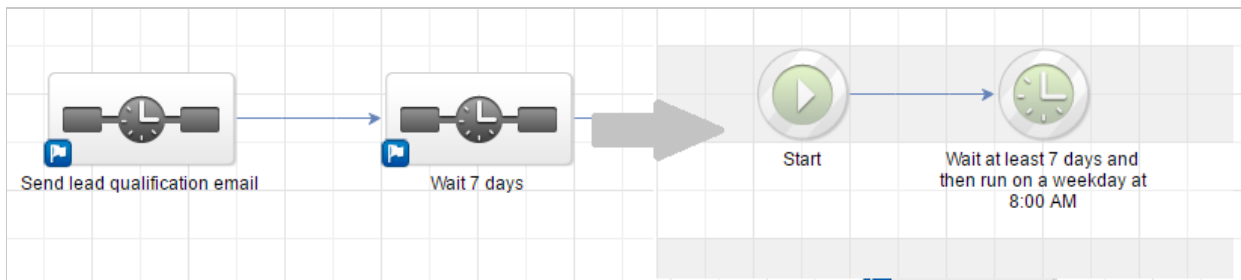 Send lead qualification email
Wait 7 days
Start
Wait at least 7 days and
then run on a weekday at
8:00 AM